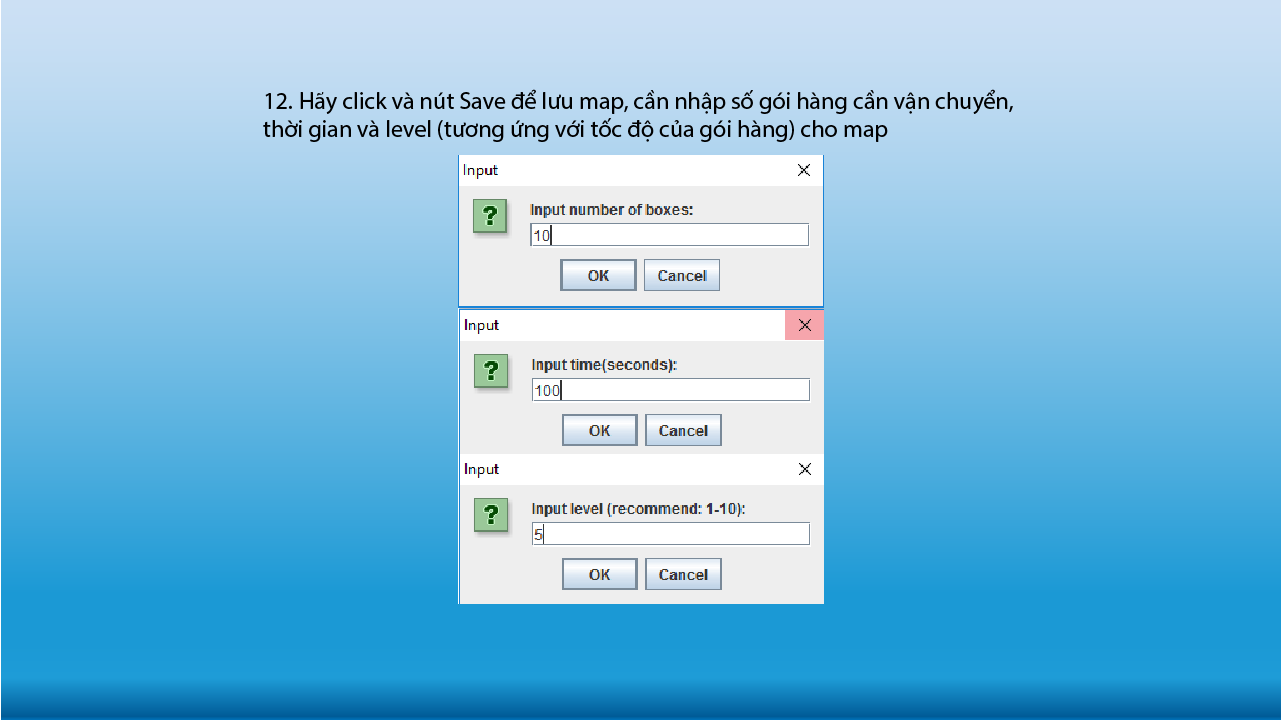 12. Hãy click và nút Save để lưu map, cần nhập số gói hàng cần vận chuyển,
thời gian và level (tương ứng với tốc độ của gói hàng) cho map
Input
?
Input number of boxes:
10
OK Cancel
Input
?
Input time(seconds):
100
OK Cancel
Input
?
Input level (recommend: 1-10):
5
OK Cancel